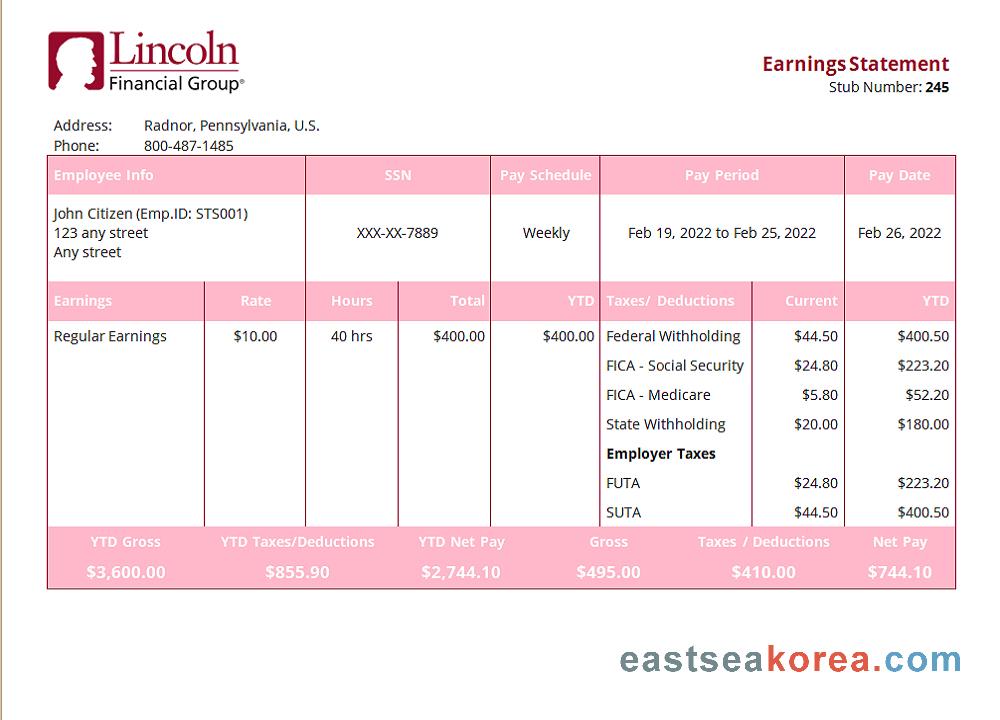 Lincoln
Financial Group®
Earnings Statement
Stub Number: 245
Address: Radnor, Pennsylvania, U.S.
Phone: 800-487-1485
Employee Info SSN Pay Schedule Pay Period Pay Date
John Citizen (Emp.ID: STS001)
123 any street XXX-XX-7889 Weekly Feb 19, 2022 to Feb 25, 2022 Feb 26, 2022
Any street
Earnings Rate Hours Total YTD Taxes/ Deductions Current YTD
Regular Earnings $10.00 40 hrs $400.00 $400.00 Federal Withholding $44.50 $400.50
FICA - Social Security $24.80 $223.20
FICA - Medicare $5.80 $52.20
State Withholding $20.00 $180.00
Employer Taxes
FUTA $24.80 $223.20
SUTA $44.50 $400.50
YTD Gross YTD Taxes/Deductions YTD Net Pay Gross Taxes / Deductions Net Pay
$3,600.00 $855.90 $2,744.10 $495.00 $410.00 $744.10
eastseakorea.com